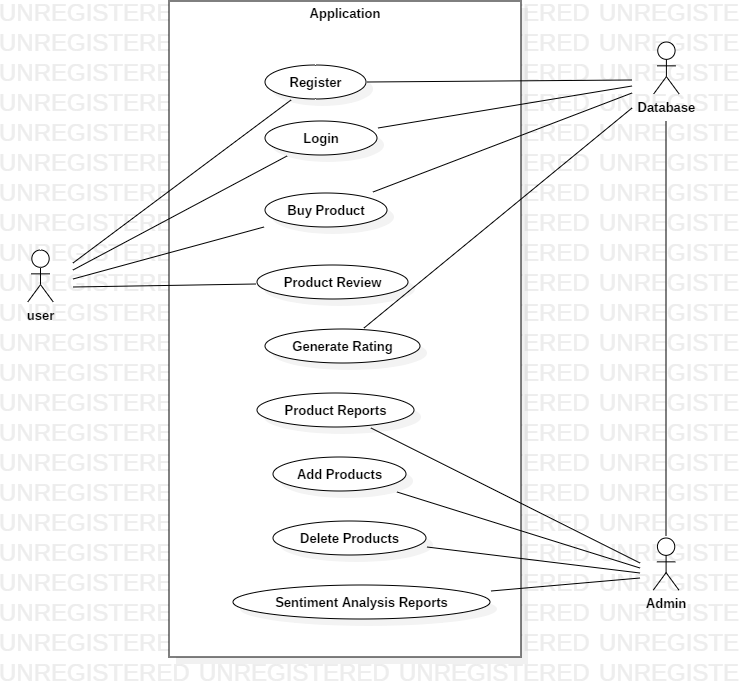 Application
Register
Login
Database
Buy Product
Product Review
user
Generate Rating
Product Reports
Add Products
Delete Products
Sentiment Analysis Reports
Admin
UNREGISTERED UNREGISTERED UNREGISTERED UNREGISTE